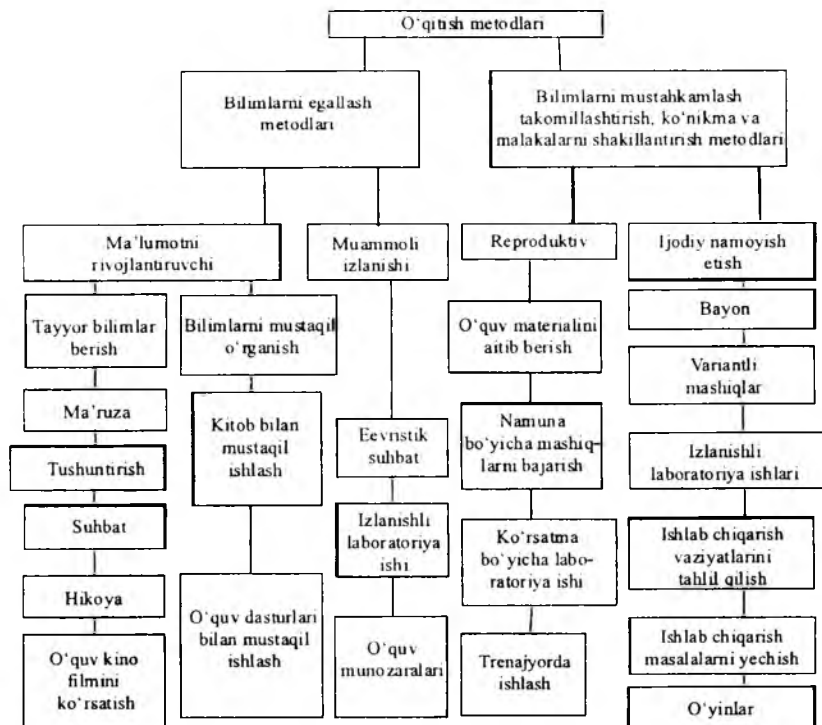 O‘qitish metodlari
Bilimlarni egallash
metodlari
Bilimlarni mustahkamlash
takomillashtirish, ko‘nikma va
malakalarni shakillantirish metodlari
Ma’lumotni
rivojlantiruvchi
Muammoli
izlanishi
Reproduktiv
Ijodiy namoyish
etish
Tayyor bilimlar
berish
Ma’ruza
Tushuntirish
Suhbat
Hikoya
O‘quv kino
filmini
ko‘rsatish
Bilimlarni mustaqil
o‘rganish
Kitob bilan
mustaqil
ishlash
O‘quv dasturlari
bilan mustaqil
ishlash
Eevristik
suhbat
Izlanishli
laboratoriya
ishi
O‘quv
munozaralari
O‘quv materialini
aitib berish
Namuna
bo‘yicha mashiq-
larni bajarish
Ko‘rsatma
bo‘yicha labo-
ratoriya ishi
Trenajyorda
ishlash
Bayon
Variantli
mashiqlar
Izlanishli
laboratoriya ishlari
Ishlab chiqarish
vaziyatlarini
tahlil qilish
Ishlab chiqarish
masalalarni yechish
O‘yinlar